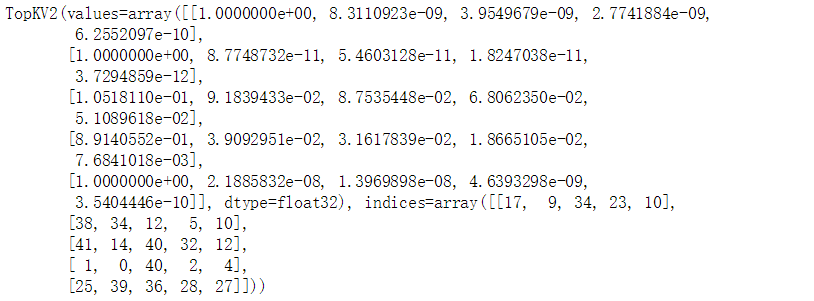 TopKV2(values=array([[1.0000000e+00, 8.3110923e-09, 3.9549679e-09, 2.7741884e-09,
6.2552097e-10],
[1.0000000e+00, 8.7748732e-11, 5.4603128e-11, 1.8247038e-11,
3.7294859e-12],
[1.0518110e-01, 9.1839433e-02, 8.7535448e-02, 6.8062350e-02,
5.1089618e-02],
[8.9140552e-01, 3.9092951e-02, 3.1617839e-02, 1.8665105e-02,
7.6841018e-03],
[1.0000000e+00, 2.1885832e-08, 1.3969898e-08, 4.6393298e-09,
3.5404446e-10]], dtype=float32), indices=array([[17,  9, 34, 23, 10],
[38, 34, 12,  5, 10],
[41, 14, 40, 32, 12],
[ 1,  0, 40,  2,  4],
[25, 39, 36, 28, 27]]))